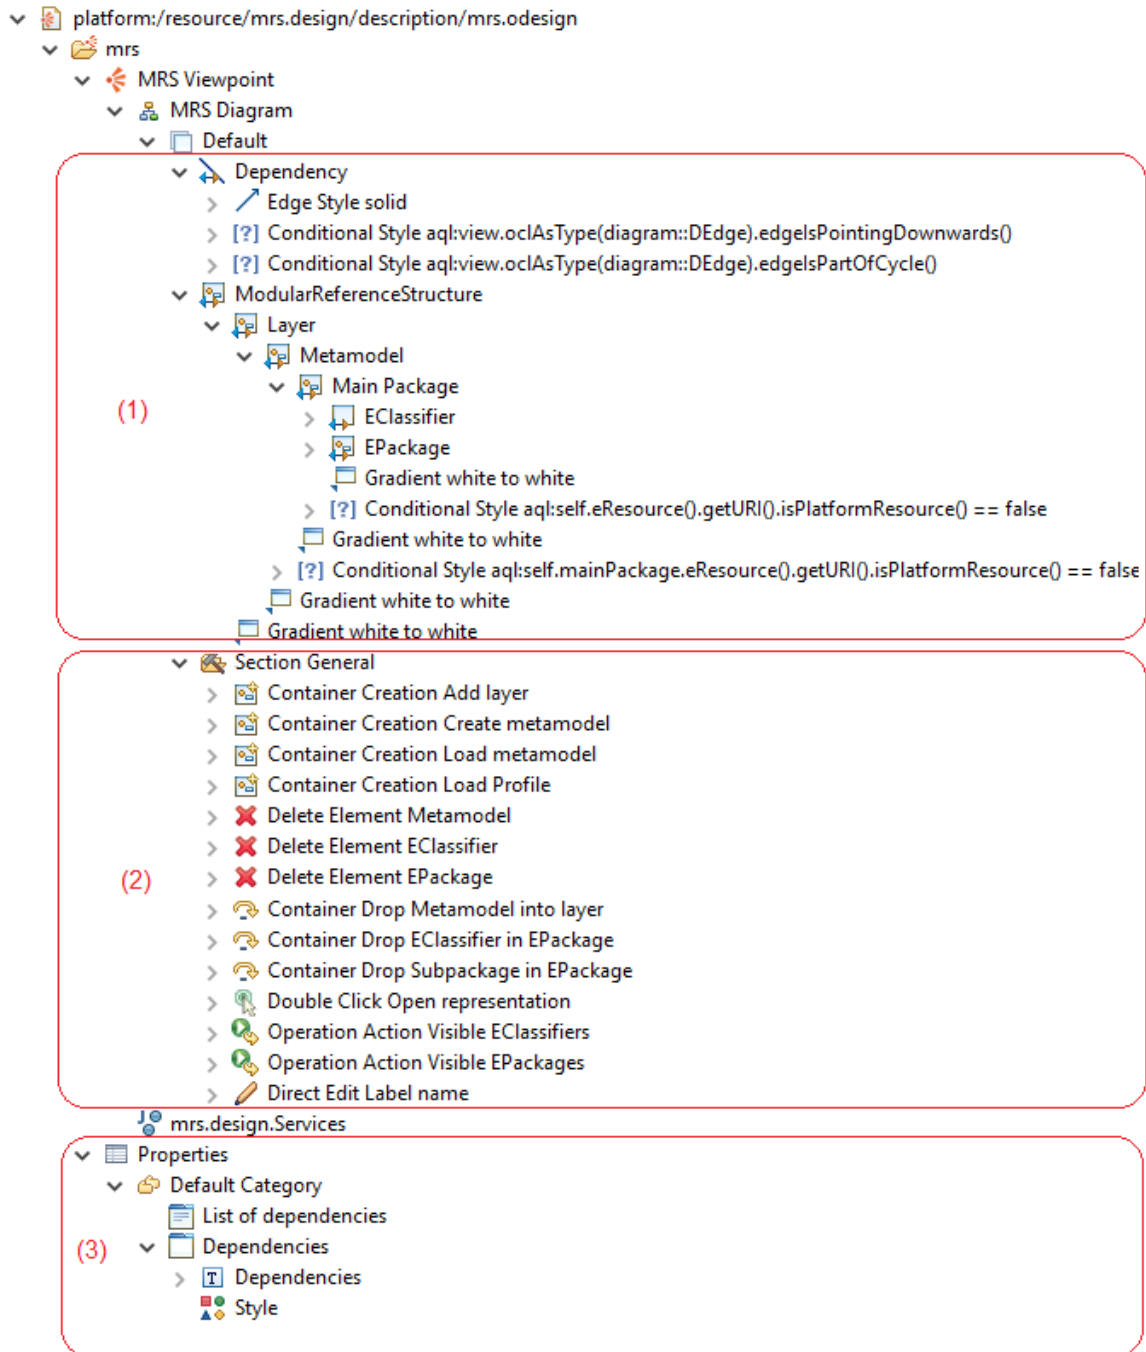 platform:/resource/mrs.design/description/mrs.odesign
mrs
MRS Viewpoint
MRS Diagram
Default
Dependency
Edge Style solid
[?] Conditional Style aql:view.oclAsType(diagram::DEdge).edgeIsPointingDownwards()
[?] Conditional Style aql:view.oclAsType(diagram::DEdge).edgeIsPartOfCycle()
ModularReferenceStructure
Layer
Metamodel
Main Package
(1)
EClassifier
EPackage
Gradient white to white
[?] Conditional Style aql:self.eResource().getURI().isPlatformResource() == false
Gradient white to white
[?] Conditional Style aql:self.mainPackage.eResource().getURI().isPlatformResource() == false
Gradient white to white
Gradient white to white
Section General
Container Creation Add layer
Container Creation Create metamodel
Container Creation Load metamodel
Container Creation Load Profile
Delete Element Metamodel
Delete Element EClassifier
(2)
Delete Element EPackage
Container Drop Metamodel into layer
Container Drop EClassifier in EPackage
Container Drop Subpackage in EPackage
Double Click Open representation
Operation Action Visible EClassifiers
Operation Action Visible EPackages
Direct Edit Label name
mrs.design.Services
Properties
Default Category
List of dependencies
(3)
Dependencies
T Dependencies
Style